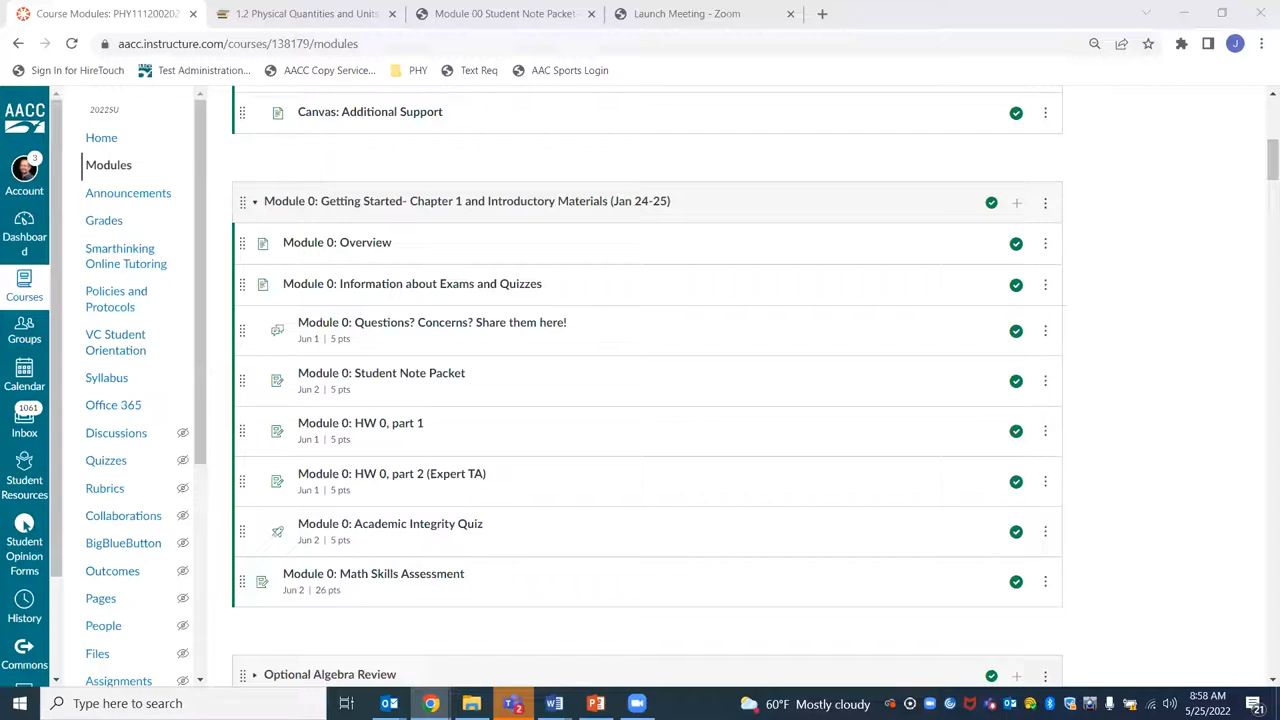 Course Modules: PHY111200202
1.2 Physical Quantities and Units
Module 00 Student Note Packet-
Launch Meeting - Zoom
aacc.instructure.com/courses/138179/modules
J
Sign In for HireTouch
Test Administration...
AACC Copy Service...
PHY
Text Req
AAC Sports Login
AACC
3
Account
Dashboar
d
Courses
Groups
Calendar
1061
Inbox
Student
Resources
Student
Opinion
Forms
History
Commons
2022SU
Home
Modules
Announcements
Grades
Smarthinking
Online Tutoring
Policies and
Protocols
VC Student
Orientation
Syllabus
Office 365
Discussions
Quizzes
Rubrics
Collaborations
BigBlueButton
Outcomes
Pages
People
Files
Assignments
Canvas: Additional Support
Module 0: Getting Started- Chapter 1 and Introductory Materials (Jan 24-25)
Module 0: Overview
Module 0: Information about Exams and Quizzes
Module 0: Questions? Concerns? Share them here!
Jun 1 | 5 pts
Module 0: Student Note Packet
Jun 2 | 5 pts
Module 0: HW 0, part 1
Jun 1 | 5 pts
Module 0: HW 0, part 2 (Expert TA)
Jun 1 | 5 pts
Module 0: Academic Integrity Quiz
Jun 2 | 5 pts
Module 0: Math Skills Assessment
Jun 2 | 26 pts
Optional Algebra Review
Type here to search
2
60°F Mostly cloudy
8:58 AM
5/25/2022
21